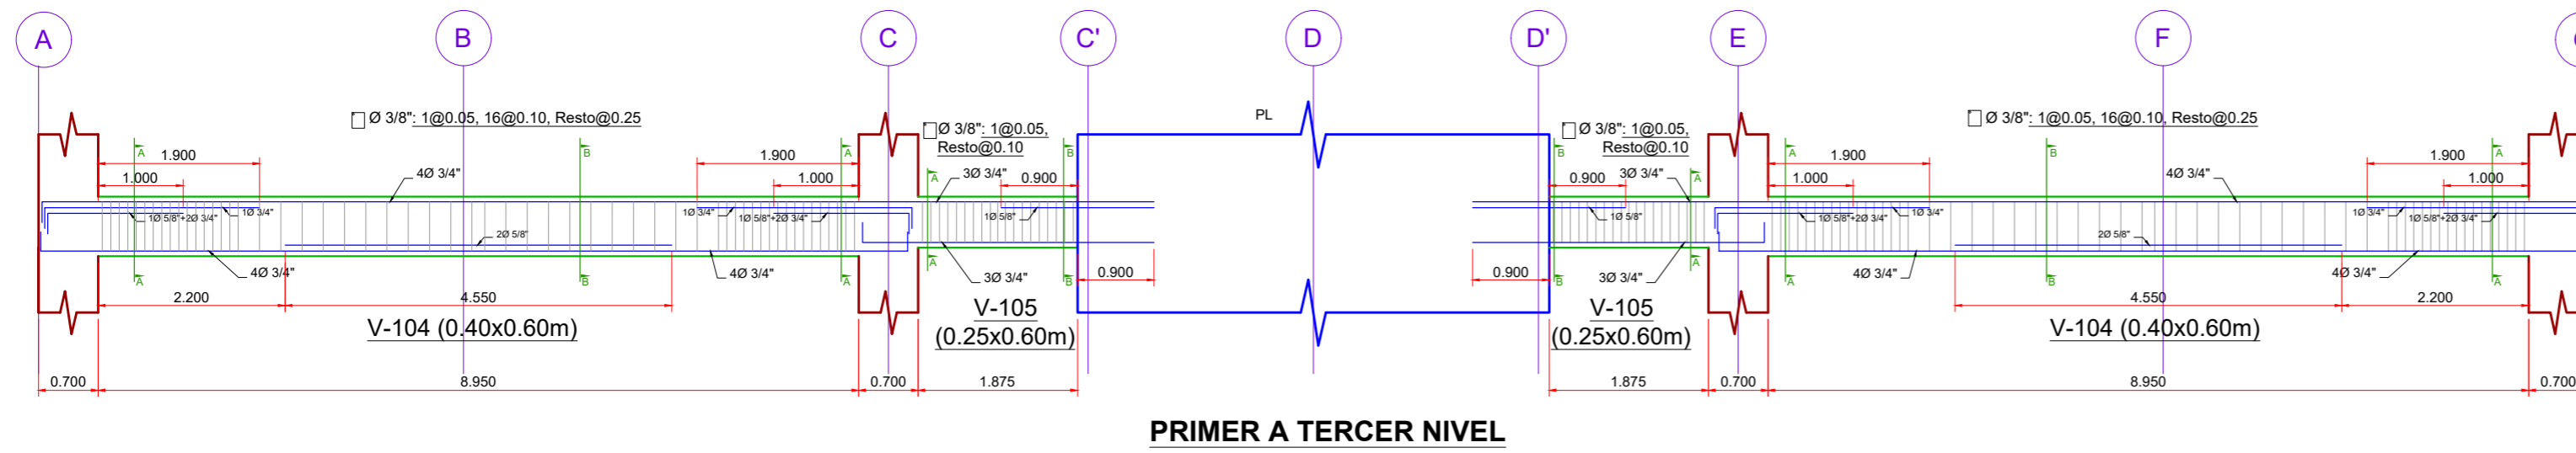 A B C C' D D' E F
PL
Ø 3/8": 1@0.05, 16@0.10, Resto@0.25
Ø 3/8": 1@0.05,
Resto@0.10
Ø 3/8": 1@0.05,
Resto@0.10
Ø 3/8": 1@0.05, 16@0.10, Resto@0.25
A B A A B B A A B A
1.900 1.900 1.900 1.900
1.000 4Ø 3/4" 1.000 3Ø 3/4" 0.900 0.900 3Ø 3/4" 1.000 4Ø 3/4" 1.000
1Ø 5/8"+2Ø 3/4" 1Ø 3/4" 1Ø 3/4" 1Ø 5/8"+2Ø 3/4" 1Ø 5/8" 1Ø 5/8" 1Ø 5/8"+2Ø 3/4" 1Ø 3/4" 1Ø 3/4" 1Ø 5/8"+2Ø 3/4"
2Ø 5/8" 2Ø 5/8"
A 4Ø 3/4" B 4Ø 3/4" A A 3Ø 3/4" B 0.900 0.900 B 3Ø 3/4" A A 4Ø 3/4" B 4Ø 3/4" A
2.200 4.550 4.550 2.200
V-104 (0.40x0.60m)
V-105
(0.25x0.60m)
V-105
(0.25x0.60m)
V-104 (0.40x0.60m)
0.700 8.950 0.700 1.875 1.875 0.700 8.950 0.700
PRIMER A TERCER NIVEL